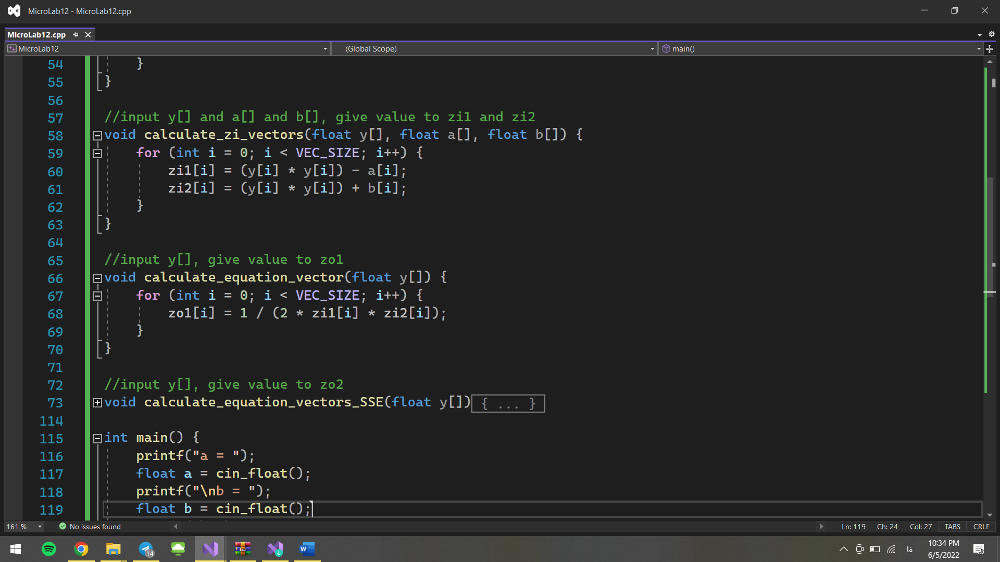 MicroLab12 - MicroLab12.cpp
MicroLab12.cpp
MicroLab12 (Global Scope) main()
54 }
55 }
56
57 //input y[] and a[] and b[], give value to zi1 and zi2
58 void calculate_zi_vectors(float y[], float a[], float b[]) {
59 for (int i = 0; i < VEC_SIZE; i++) {
60 zi1[i] = (y[i] * y[i]) - a[i];
61 zi2[i] = (y[i] * y[i]) + b[i];
62 }
63 }
64
65 //input y[], give value to zo1
66 void calculate_equation_vector(float y[]) {
67 for (int i = 0; i < VEC_SIZE; i++) {
68 zo1[i] = 1 / (2 * zi1[i] * zi2[i]);
69 }
70 }
71
72 //input y[], give value to zo2
73 void calculate_equation_vectors_SSE(float y[]) { ... }
114
115 int main() {
116 printf("a = ");
117 float a = cin_float();
118 printf("\nb = ");
119 float b = cin_float();
161 % No issues found Ln: 119 Ch: 24 Col: 27 TABS CRLF
14 W فا 10:34 PM
6/5/2022